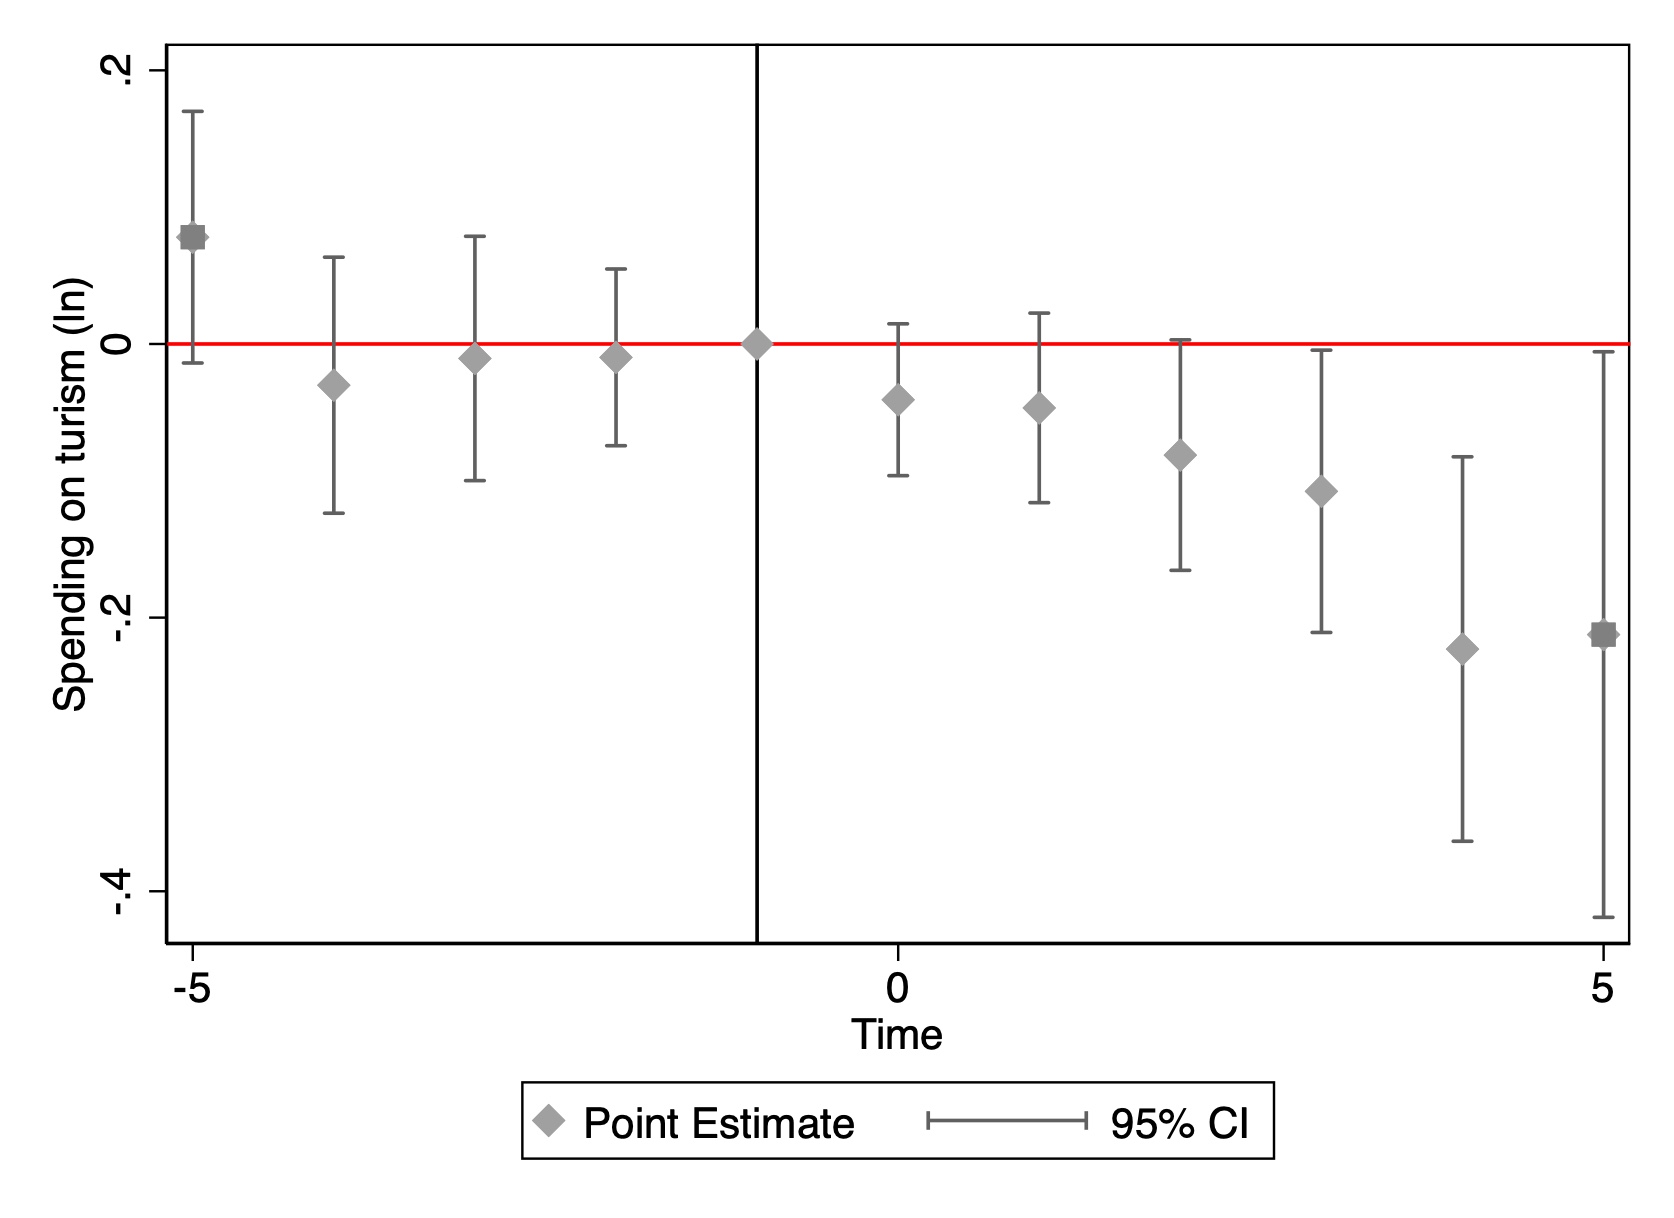 Spending on turism (ln)
.2
0
-.2
-.4
-5
0
5
Time
Point Estimate
95% CI